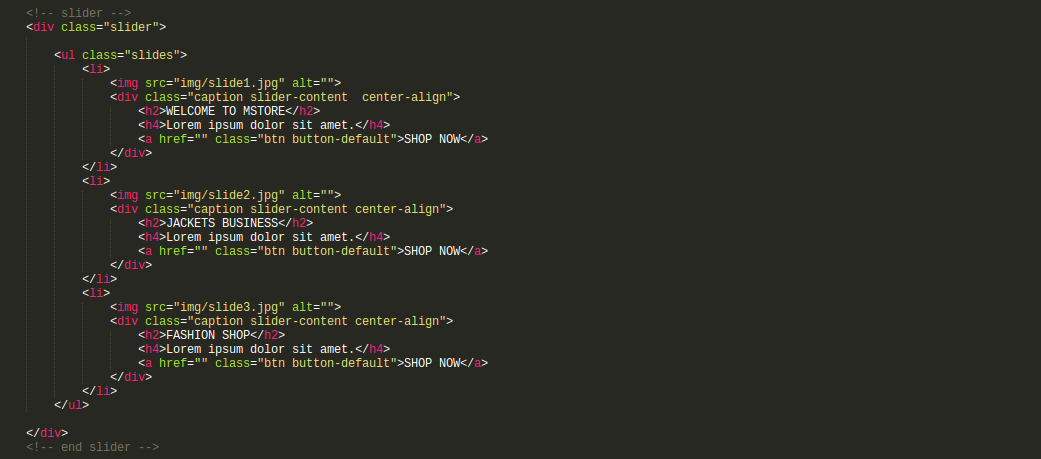 <!-- slider -->
<div class="slider">
<ul class="slides">
<li>
<img src="img/slide1.jpg" alt="">
<div class="caption slider-content  center-align">
<h2>WELCOME TO MSTORE</h2>
<h4>Lorem ipsum dolor sit amet.</h4>
<a href="" class="btn button-default">SHOP NOW</a>
</div>
</li>
<li>
<img src="img/slide2.jpg" alt="">
<div class="caption slider-content center-align">
<h2>JACKETS BUSINESS</h2>
<h4>Lorem ipsum dolor sit amet.</h4>
<a href="" class="btn button-default">SHOP NOW</a>
</div>
</li>
<li>
<img src="img/slide3.jpg" alt="">
<div class="caption slider-content center-align">
<h2>FASHION SHOP</h2>
<h4>Lorem ipsum dolor sit amet.</h4>
<a href="" class="btn button-default">SHOP NOW</a>
</div>
</li>
</ul>
</div>
<!-- end slider -->